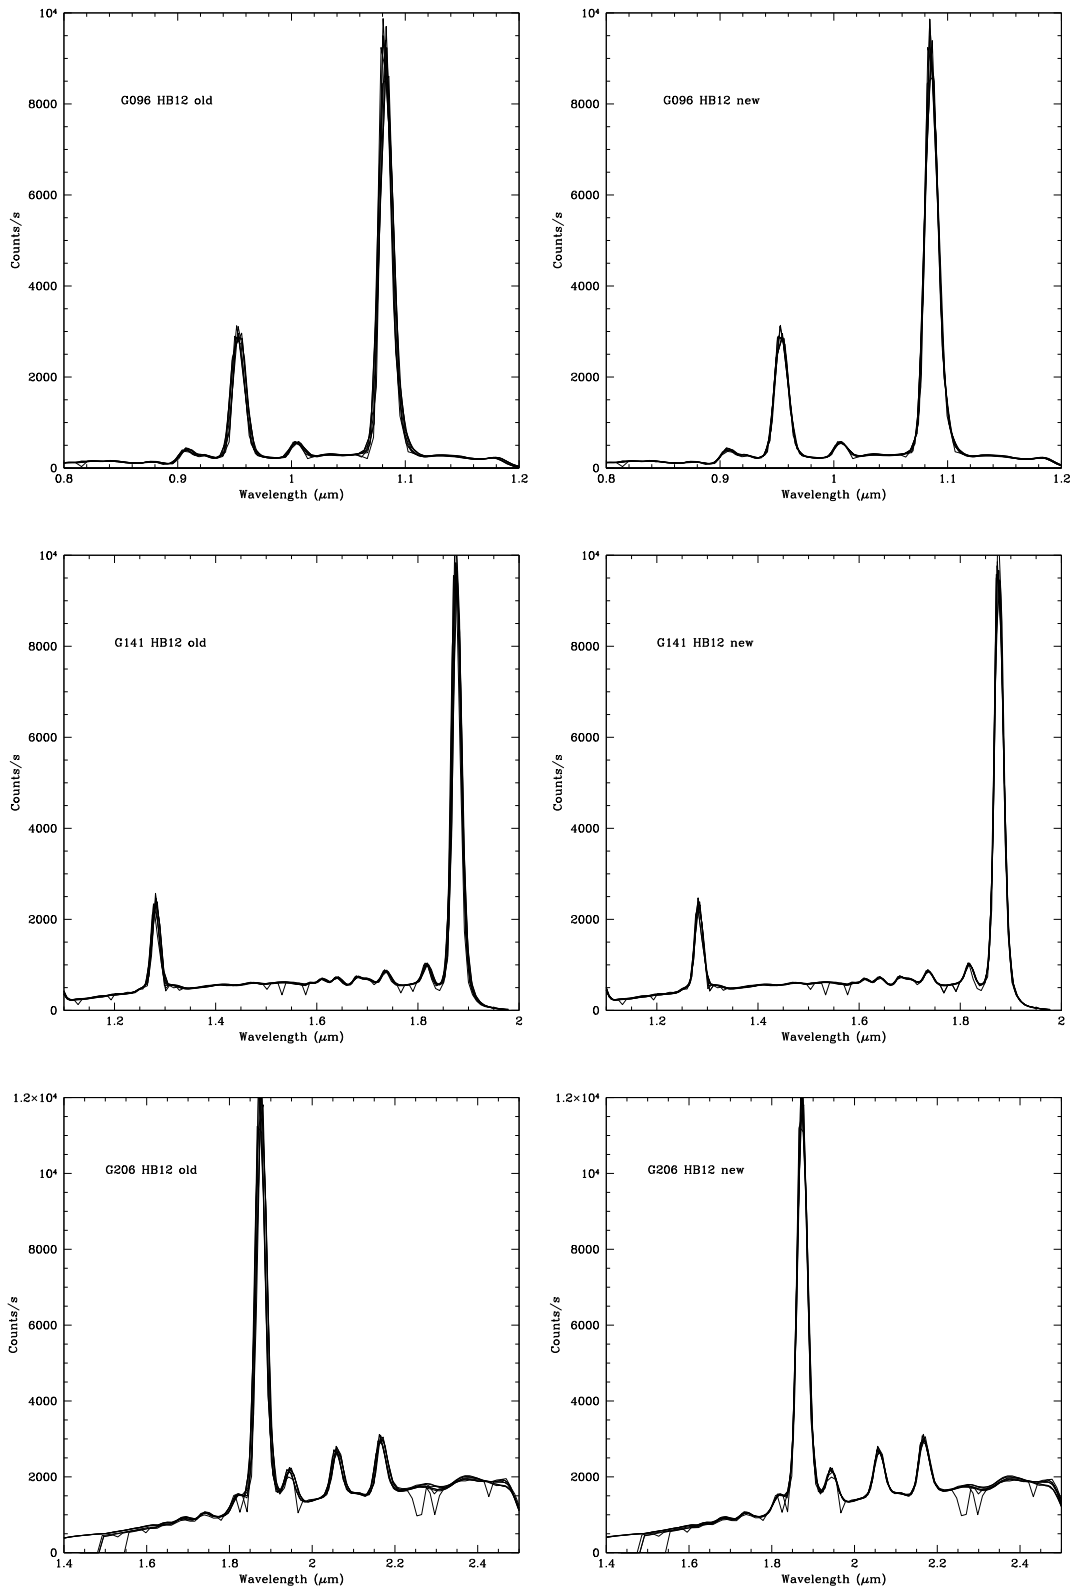 10⁴
8000
6000
4000
2000
0
Counts/s
G096 HB12 old
0.8 0.9 1 1.1 1.2
Wavelength (μm)
10⁴
8000
6000
4000
2000
0
Counts/s
G096 HB12 new
0.8 0.9 1 1.1 1.2
Wavelength (μm)
10⁴
8000
6000
4000
2000
0
Counts/s
G141 HB12 old
1.2 1.4 1.6 1.8 2
Wavelength (μm)
10⁴
8000
6000
4000
2000
0
Counts/s
G141 HB12 new
1.2 1.4 1.6 1.8 2
Wavelength (μm)
1.2×10⁴
10⁴
8000
6000
4000
2000
0
Counts/s
G206 HB12 old
1.4 1.6 1.8 2 2.2 2.4
Wavelength (μm)
1.2×10⁴
10⁴
8000
6000
4000
2000
0
Counts/s
G206 HB12 new
1.4 1.6 1.8 2 2.2 2.4
Wavelength (μm)